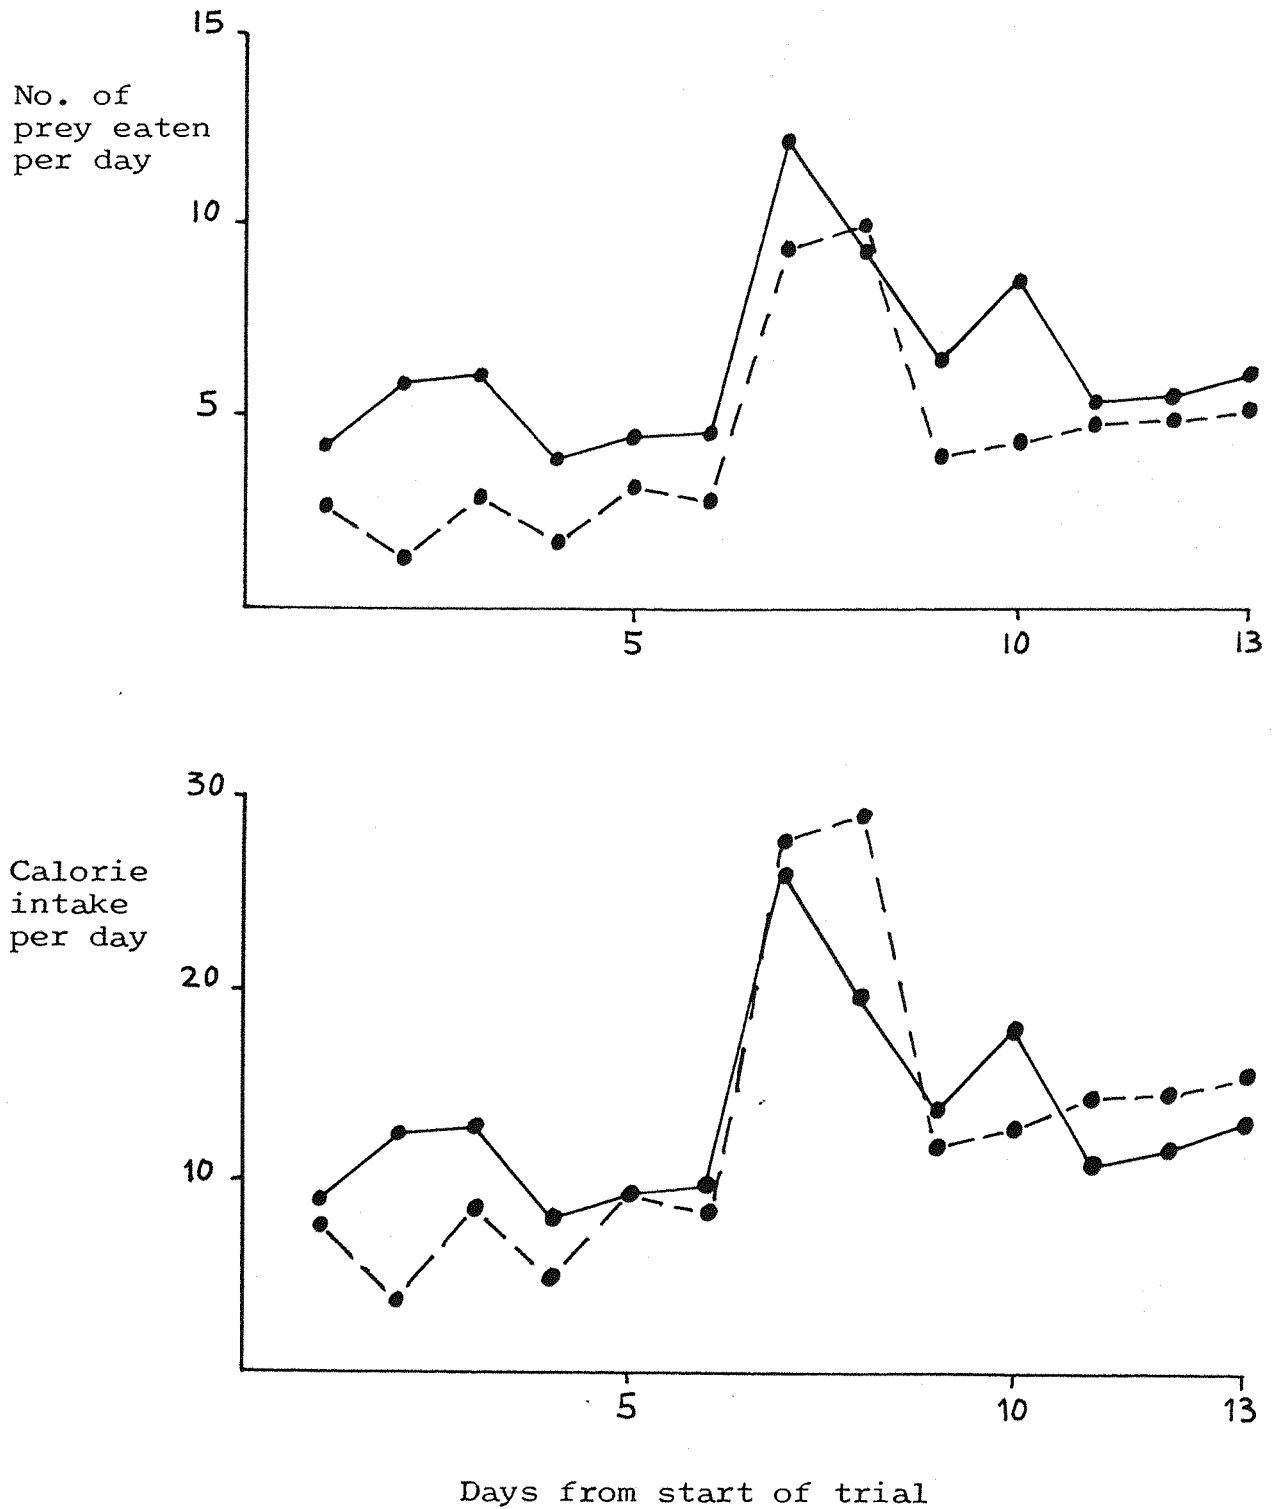 15
No. of
prey eaten
per day
10
5
5 10 13
30
Calorie
intake
per day
20
10
5 10 13
Days from start of trial